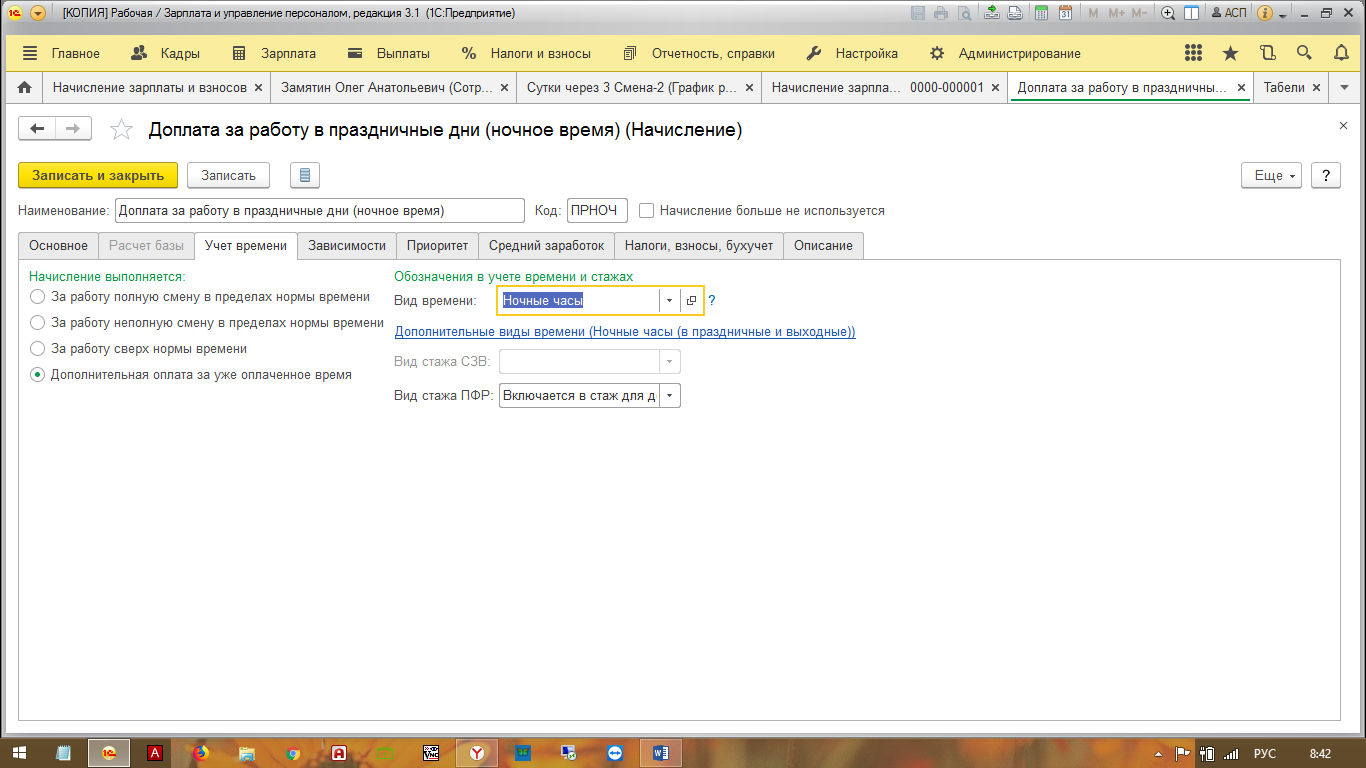 [КОПИЯ] Рабочая / Зарплата и управление персоналом, редакция 3.1 (1С:Предприятие) M M+ M- АСП
Главное Кадры Зарплата Выплаты Налоги и взносы Отчетность, справки Настройка Администрирование
Начисление зарплаты и взносов Замятин Олег Анатольевич (Сотр... Сутки через 3 Смена-2 (График р... Начисление зарпла... 0000-000001 Доплата за работу в праздничны... Табели
Доплата за работу в праздничные дни (ночное время) (Начисление)
Записать и закрыть Записать Еще ?
Наименование: Доплата за работу в праздничные дни (ночное время) Код: ПРНОЧ Начисление больше не используется
Основное Расчет базы Учет времени Зависимости Приоритет Средний заработок Налоги, взносы, бухучет Описание
Начисление выполняется: Обозначения в учете времени и стажах
За работу полную смену в пределах нормы времени Вид времени: Ночные часы ?
За работу неполную смену в пределах нормы времени Дополнительные виды времени (Ночные часы (в праздничные и выходные))
За работу сверх нормы времени Вид стажа СЗВ:
Дополнительная оплата за уже оплаченное время
Вид стажа ПФР: Включается в стаж для д
РУС 8:42